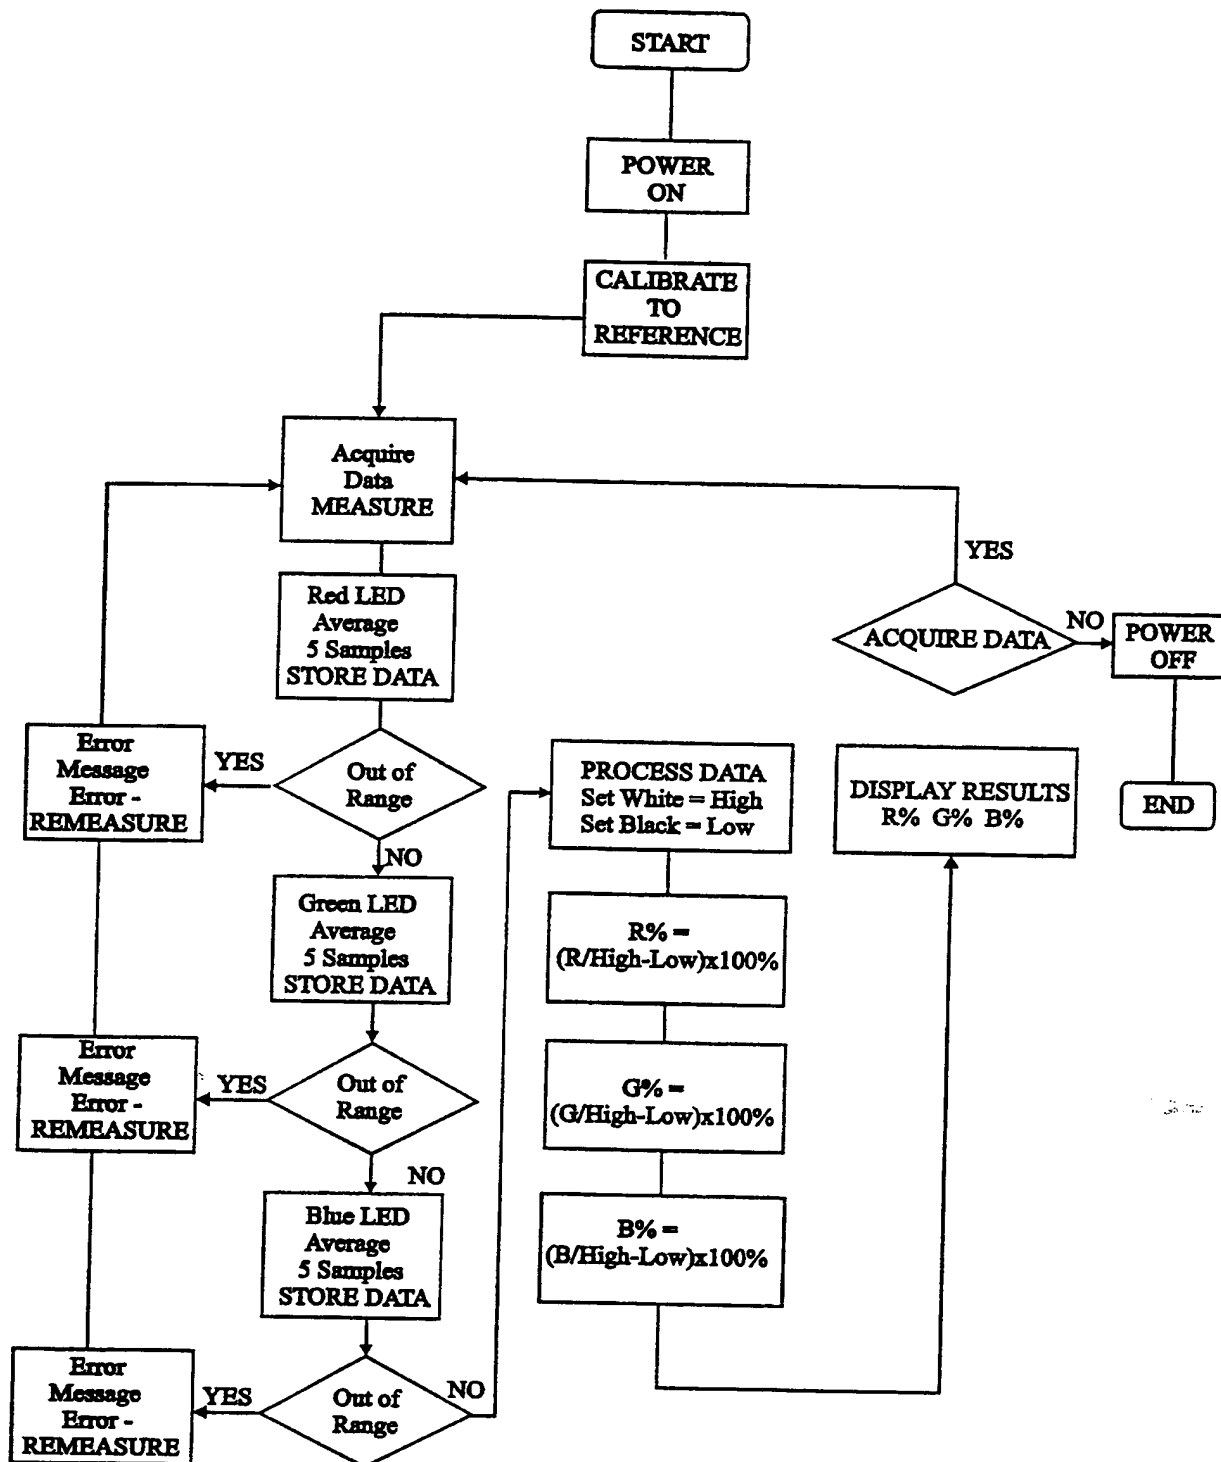 START
POWER
ON
CALIBRATE
TO
REFERENCE
Acquire
Data
MEASURE
YES
Red LED
Average
5 Samples
STORE DATA
ACQUIRE DATA
NO
POWER
OFF
Error
Message
Error -
REMEASURE
YES
Out of
Range
NO
PROCESS DATA
Set White = High
Set Black = Low
DISPLAY RESULTS
R% G% B%
END
Green LED
Average
5 Samples
STORE DATA
R% =
(R/High-Low)x100%
Error
Message
Error -
REMEASURE
YES
Out of
Range
NO
G% =
(G/High-Low)x100%
Blue LED
Average
5 Samples
STORE DATA
B% =
(B/High-Low)x100%
Error
Message
Error -
REMEASURE
YES
Out of
Range
NO